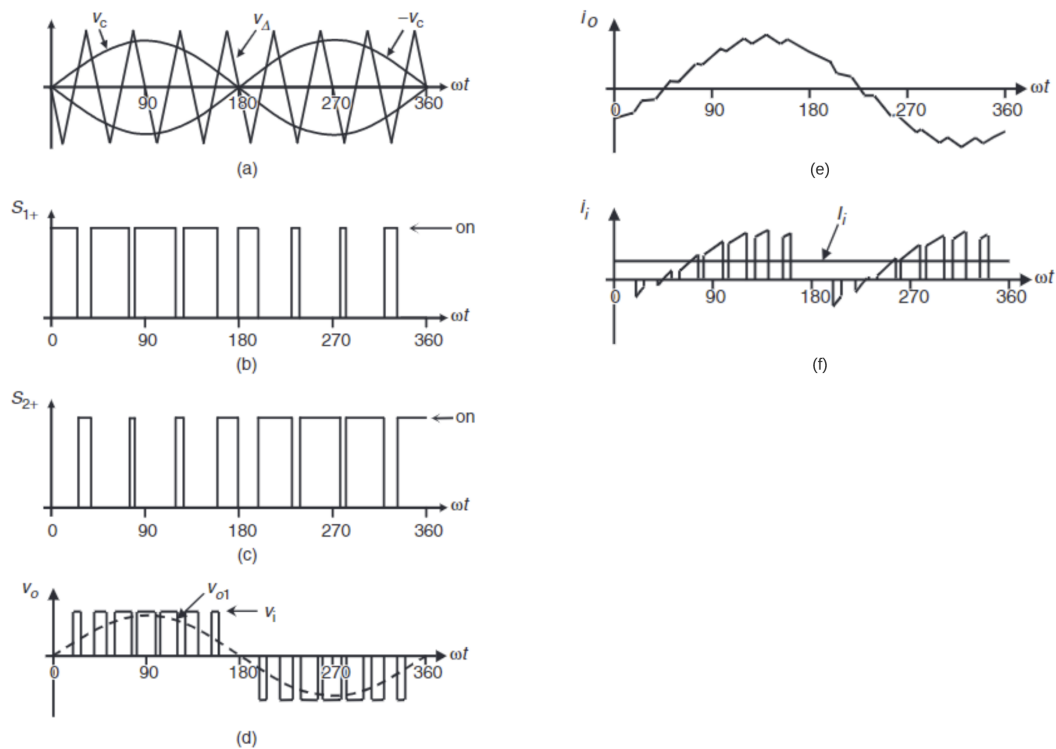 v_c v_Δ –v_c
ωt
90 180 270 360
(a)
S_1+
on
ωt
0 90 180 270 360
(b)
S_2+
on
ωt
0 90 180 270 360
(c)
v_o v_o1
v_i
ωt
0 90 180 270 360
(d)
i_o
ωt
0 90 180 270 360
(e)
i_i I_i
ωt
0 90 180 270 360
(f)